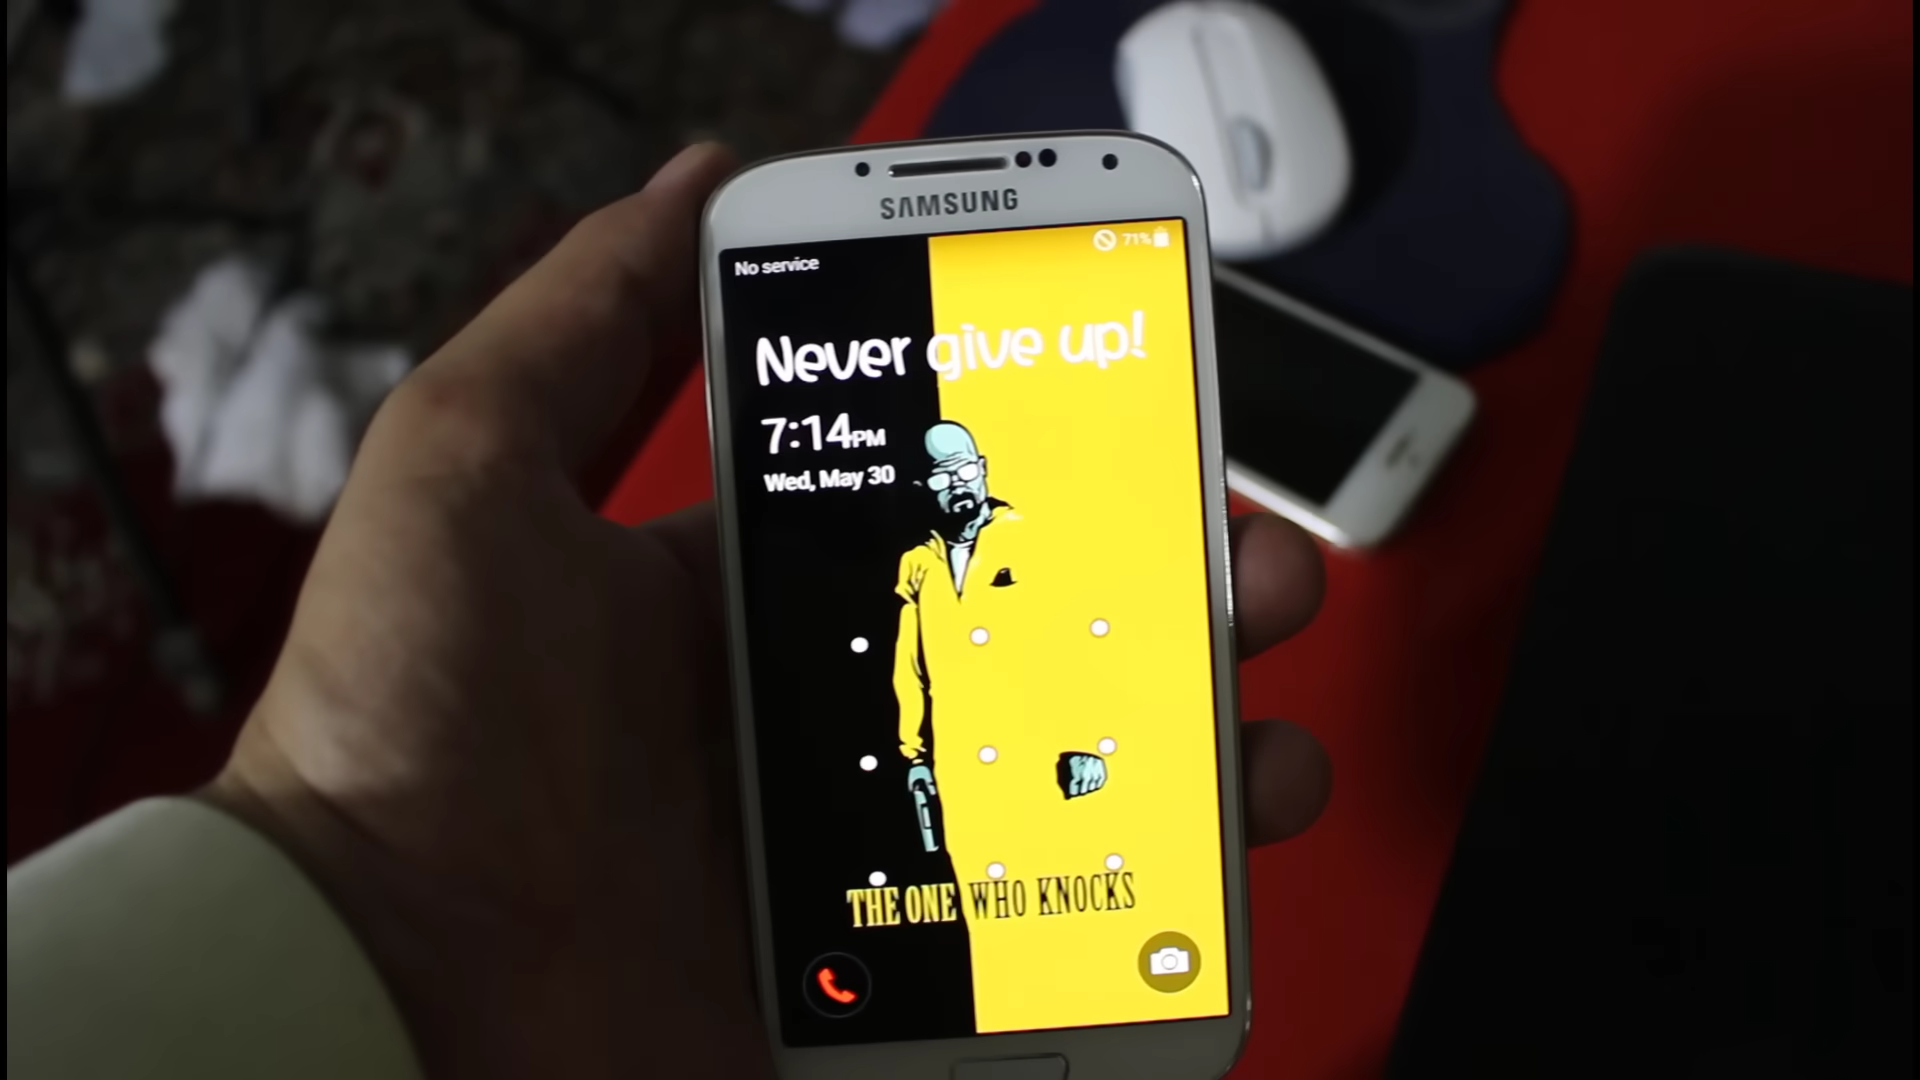 SAMSUNG
No service
71%
Never give up!
7:14PM
Wed, May 30
THE ONE WHO KNOCKS